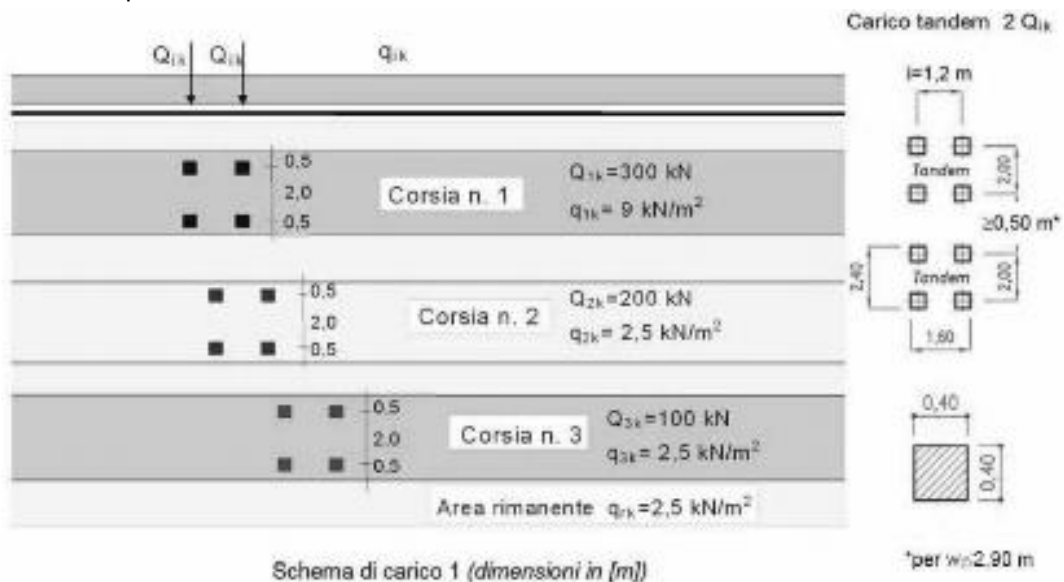 Carico tandem 2 Qik
Qik Qik qik
l=1,2 m
0.5
2.0
0.5
Corsia n. 1
Q1k=300 kN
q1k= 9 kN/m²
Tandem
2,00
≥0,50 m*
0.5
2.0
0.5
Corsia n. 2
Q2k=200 kN
q2k= 2,5 kN/m²
2,40
Tandem
2,00
1,60
0.5
2.0
0.5
Corsia n. 3
Q3k=100 kN
q3k= 2,5 kN/m²
0,40
0,40
Area rimanente qrk=2,5 kN/m²
Schema di carico 1 (dimensioni in [m])
*per 2,90 m